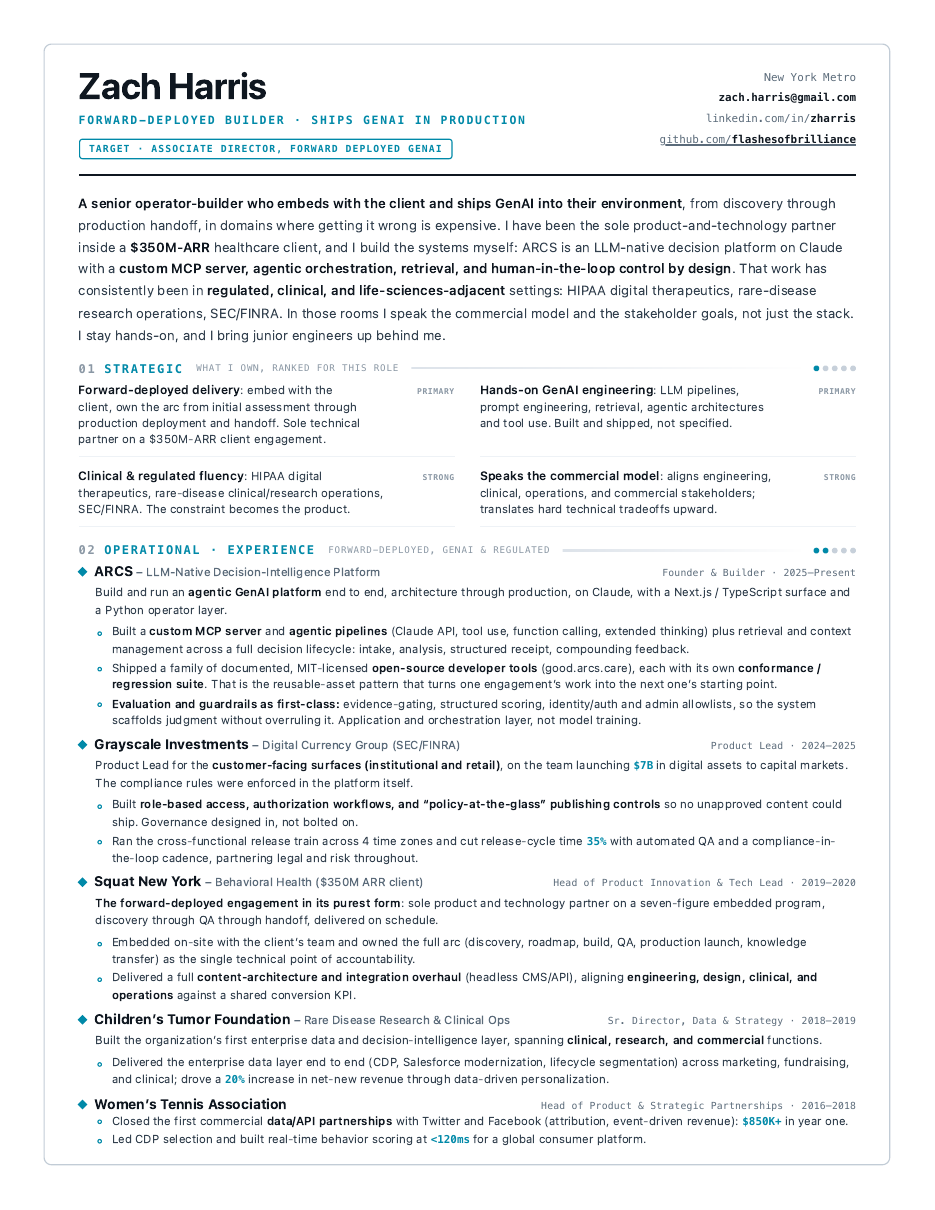 Zach Harris
FORWARD-DEPLOYED BUILDER · SHIPS GENAI IN PRODUCTION
TARGET · ASSOCIATE DIRECTOR, FORWARD DEPLOYED GENAI
New York Metro
zach.harris@gmail.com
linkedin.com/in/zharris
github.com/flashesofbrilliance
A senior operator-builder who embeds with the client and ships GenAI into their environment, from discovery through
production handoff, in domains where getting it wrong is expensive. I have been the sole product-and-technology partner
inside a $350M-ARR healthcare client, and I build the systems myself: ARCS is an LLM-native decision platform on Claude
with a custom MCP server, agentic orchestration, retrieval, and human-in-the-loop control by design. That work has
consistently been in regulated, clinical, and life-sciences-adjacent settings: HIPAA digital therapeutics, rare-disease
research operations, SEC/FINRA. In those rooms I speak the commercial model and the stakeholder goals, not just the stack.
I stay hands-on, and I bring junior engineers up behind me.
01 STRATEGIC WHAT I OWN, RANKED FOR THIS ROLE
Forward-deployed delivery: embed with the
client, own the arc from initial assessment through
production deployment and handoff. Sole technical
partner on a $350M-ARR client engagement.
PRIMARY
Hands-on GenAI engineering: LLM pipelines,
prompt engineering, retrieval, agentic architectures
and tool use. Built and shipped, not specified.
PRIMARY
Clinical & regulated fluency: HIPAA digital
therapeutics, rare-disease clinical/research operations,
SEC/FINRA. The constraint becomes the product.
STRONG
Speaks the commercial model: aligns engineering,
clinical, operations, and commercial stakeholders;
translates hard technical tradeoffs upward.
STRONG
02 OPERATIONAL · EXPERIENCE FORWARD-DEPLOYED, GENAI & REGULATED
ARCS – LLM-Native Decision-Intelligence Platform Founder & Builder · 2025–Present
Build and run an agentic GenAI platform end to end, architecture through production, on Claude, with a Next.js / TypeScript surface and
a Python operator layer.
Built a custom MCP server and agentic pipelines (Claude API, tool use, function calling, extended thinking) plus retrieval and context
management across a full decision lifecycle: intake, analysis, structured receipt, compounding feedback.
Shipped a family of documented, MIT-licensed open-source developer tools (good.arcs.care), each with its own conformance /
regression suite. That is the reusable-asset pattern that turns one engagement’s work into the next one’s starting point.
Evaluation and guardrails as first-class: evidence-gating, structured scoring, identity/auth and admin allowlists, so the system
scaffolds judgment without overruling it. Application and orchestration layer, not model training.
Grayscale Investments – Digital Currency Group (SEC/FINRA) Product Lead · 2024–2025
Product Lead for the customer-facing surfaces (institutional and retail), on the team launching $7B in digital assets to capital markets.
The compliance rules were enforced in the platform itself.
Built role-based access, authorization workflows, and “policy-at-the-glass” publishing controls so no unapproved content could
ship. Governance designed in, not bolted on.
Ran the cross-functional release train across 4 time zones and cut release-cycle time 35% with automated QA and a compliance-in-
the-loop cadence, partnering legal and risk throughout.
Squat New York – Behavioral Health ($350M ARR client) Head of Product Innovation & Tech Lead · 2019–2020
The forward-deployed engagement in its purest form: sole product and technology partner on a seven-figure embedded program,
discovery through QA through handoff, delivered on schedule.
Embedded on-site with the client’s team and owned the full arc (discovery, roadmap, build, QA, production launch, knowledge
transfer) as the single technical point of accountability.
Delivered a full content-architecture and integration overhaul (headless CMS/API), aligning engineering, design, clinical, and
operations against a shared conversion KPI.
Children’s Tumor Foundation – Rare Disease Research & Clinical Ops Sr. Director, Data & Strategy · 2018–2019
Built the organization’s first enterprise data and decision-intelligence layer, spanning clinical, research, and commercial functions.
Delivered the enterprise data layer end to end (CDP, Salesforce modernization, lifecycle segmentation) across marketing, fundraising,
and clinical; drove a 20% increase in net-new revenue through data-driven personalization.
Women’s Tennis Association Head of Product & Strategic Partnerships · 2016–2018
Closed the first commercial data/API partnerships with Twitter and Facebook (attribution, event-driven revenue): $850K+ in year one.
Led CDP selection and built real-time behavior scoring at <120ms for a global consumer platform.